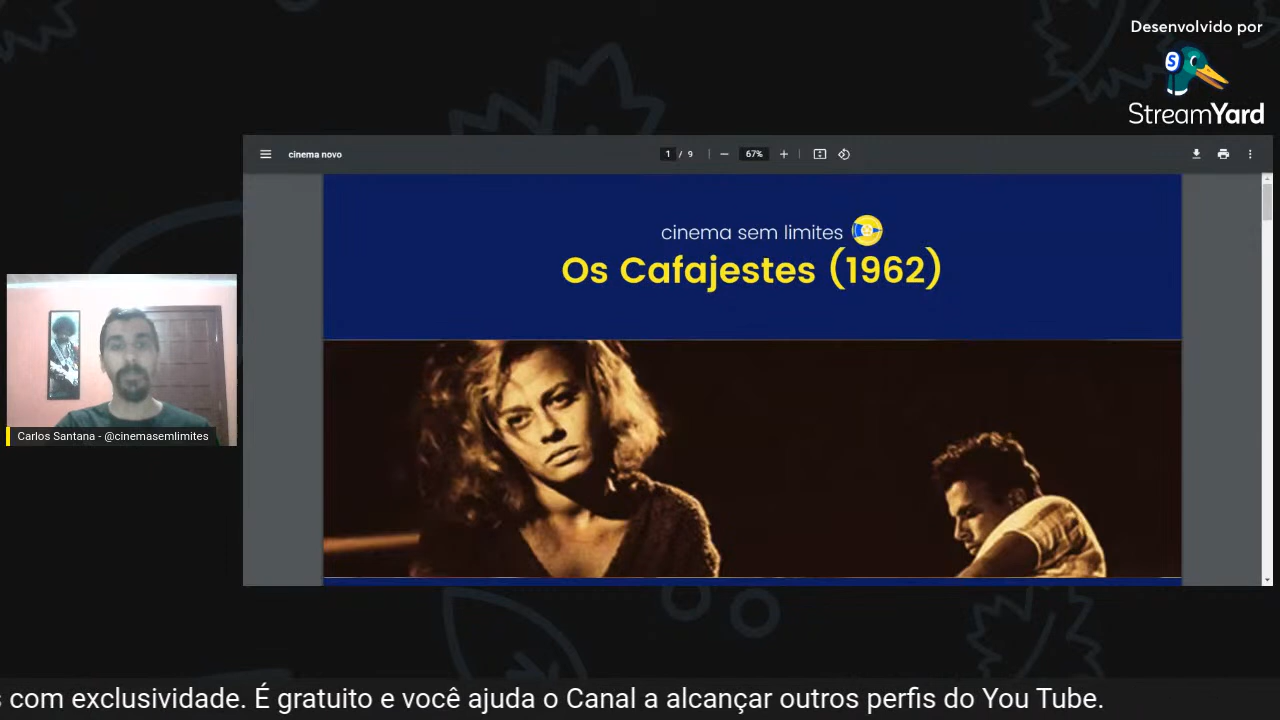 Desenvolvido por
S
StreamYard
cinema novo
1 / 9
67%
cinema sem limites
Os Cafajestes (1962)
Carlos Santana - @cinemasemlimites
s com exclusividade. É gratuito e você ajuda o Canal a alcançar outros perfis do You Tube.